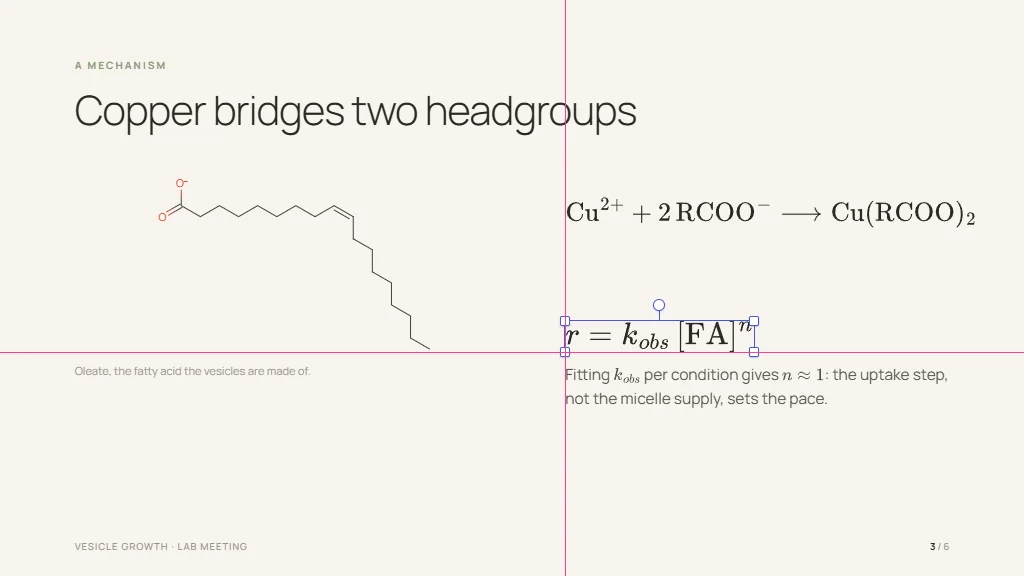 A MECHANISM
Copper bridges two headgroups
O⁻
O
Cu²⁺ + 2 RCOO⁻ ⟶ Cu(RCOO)₂
r = k_obs [FA]^n
Oleate, the fatty acid the vesicles are made of.
Fitting k_obs per condition gives n ≈ 1: the uptake step,
not the micelle supply, sets the pace.
VESICLE GROWTH · LAB MEETING
3 / 6